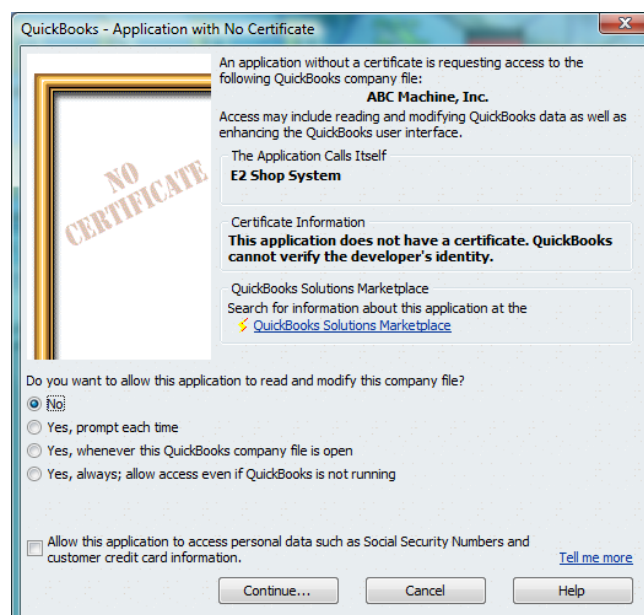 QuickBooks - Application with No Certificate
An application without a certificate is requesting access to the
following QuickBooks company file:
ABC Machine, Inc.
Access may include reading and modifying QuickBooks data as well as
enhancing the QuickBooks user interface.
NO
CERTIFICATE
The Application Calls Itself
E2 Shop System
Certificate Information
This application does not have a certificate. QuickBooks
cannot verify the developer's identity.
QuickBooks Solutions Marketplace
Search for information about this application at the
QuickBooks Solutions Marketplace
Do you want to allow this application to read and modify this company file?
No
Yes, prompt each time
Yes, whenever this QuickBooks company file is open
Yes, always; allow access even if QuickBooks is not running
Allow this application to access personal data such as Social Security Numbers and
customer credit card information.
Tell me more
Continue...
Cancel
Help